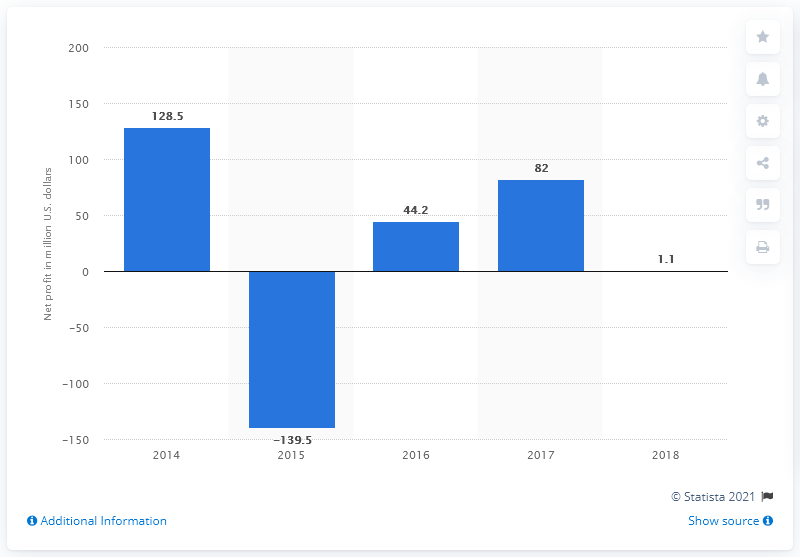 Net profit in million U.S. dollars
200
150
100
50
0
−50
−100
−150
128.5
−139.5
44.2
82
1.1
2014 2015 2016 2017 2018
© Statista 2021
Additional Information
Show source